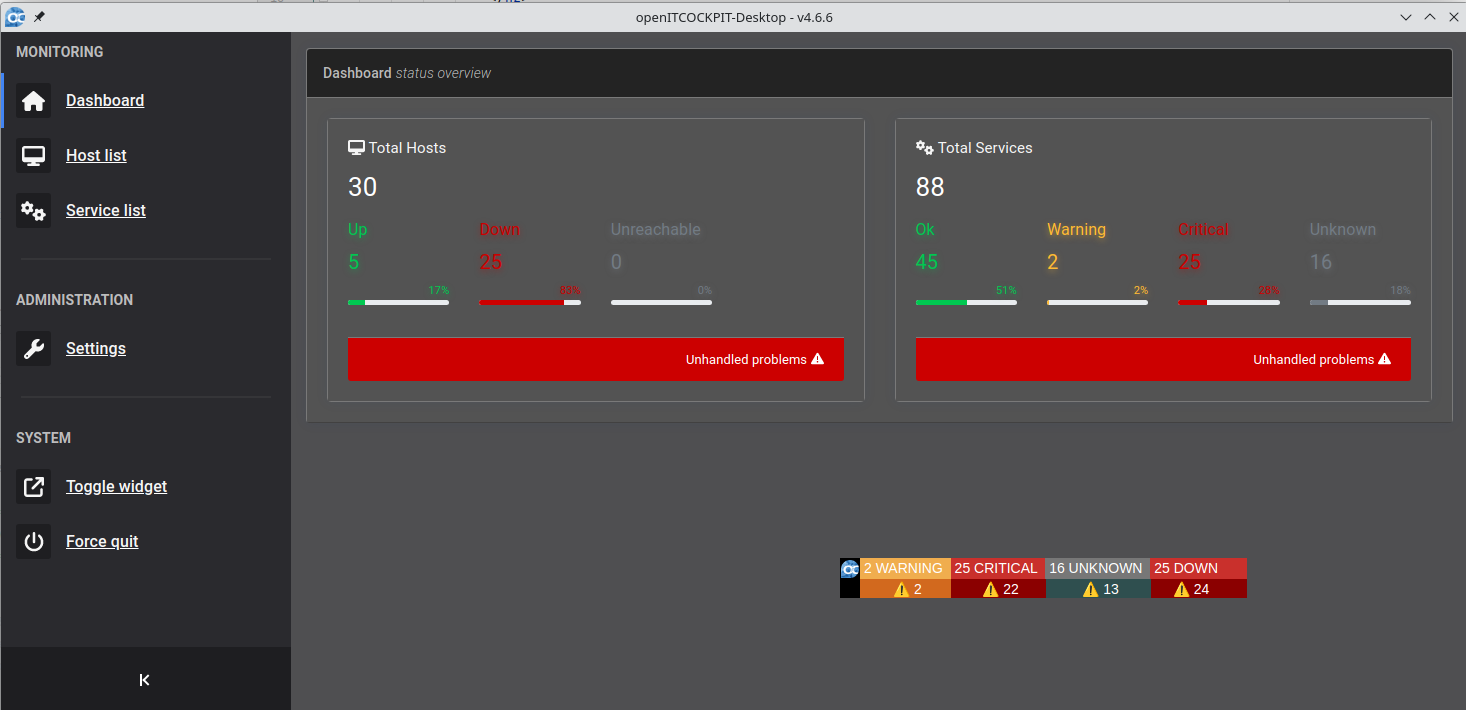 openITCOCKPIT-Desktop - v4.6.6
MONITORING
Dashboard
Host list
Service list
ADMINISTRATION
Settings
SYSTEM
Toggle widget
Force quit
Dashboard status overview
Total Hosts
30
Up Down Unreachable
5 25 0
17% 83% 0%
Unhandled problems
Total Services
88
Ok Warning Critical Unknown
45 2 25 16
51% 2% 28% 18%
Unhandled problems
2 WARNING 25 CRITICAL 16 UNKNOWN 25 DOWN
2 22 13 24